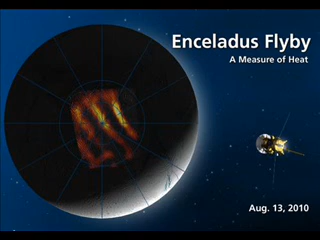 Enceladus Flyby
A Measure of Heat
Aug. 13, 2010